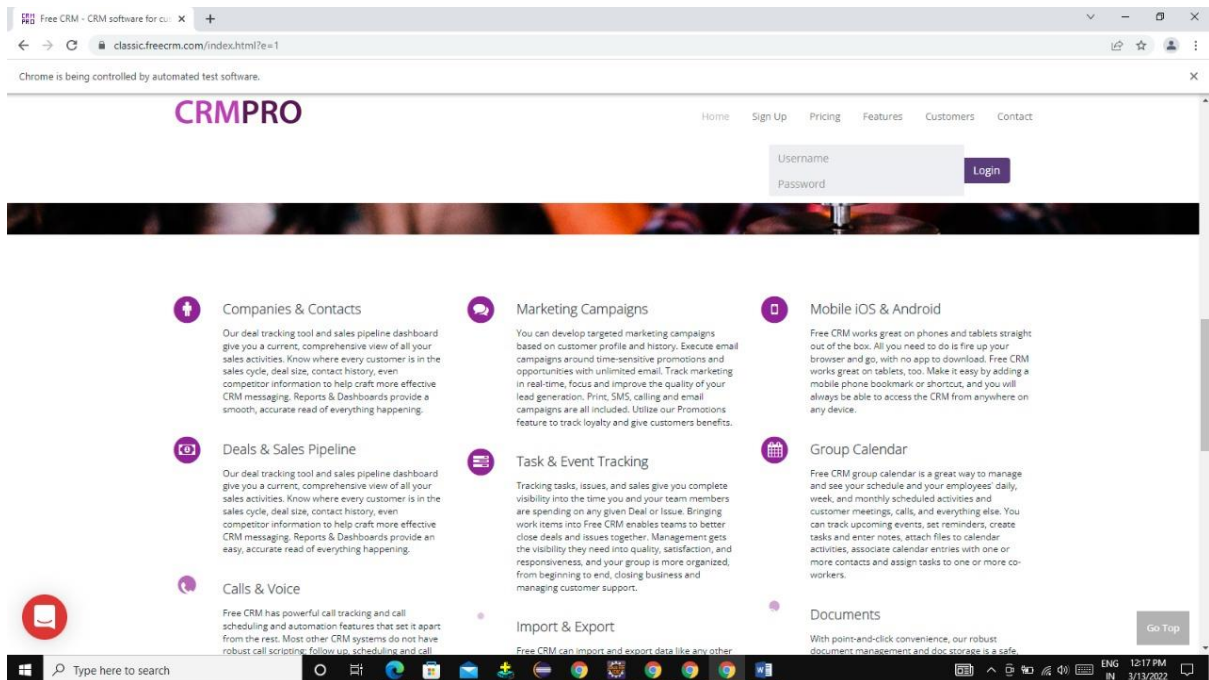 CRM
PRO
Free CRM - CRM software for cu
classic.freecrm.com/index.html?e=1
Chrome is being controlled by automated test software.
CRMPRO
Home Sign Up Pricing Features Customers Contact
Username
Password
Login
Companies & Contacts
Our deal tracking tool and sales pipeline dashboard
give you a current, comprehensive view of all your
sales activities. Know where every customer is in the
sales cycle, deal size, contact history, even
competitor information to help craft more effective
CRM messaging. Reports & Dashboards provide a
smooth, accurate read of everything happening.
Marketing Campaigns
You can develop targeted marketing campaigns
based on customer profile and history. Execute email
campaigns around time-sensitive promotions and
opportunities with unlimited email. Track marketing
in real-time, focus and improve the quality of your
lead generation. Print, SMS, calling and email
campaigns are all included. Utilize our Promotions
feature to track loyalty and give customers benefits.
Mobile iOS & Android
Free CRM works great on phones and tablets straight
out of the box. All you need to do is fire up your
browser and go, with no app to download. Free CRM
works great on tablets, too. Make it easy by adding a
mobile phone bookmark or shortcut, and you will
always be able to access the CRM from anywhere on
any device.
Deals & Sales Pipeline
Our deal tracking tool and sales pipeline dashboard
give you a current, comprehensive view of all your
sales activities. Know where every customer is in the
sales cycle, deal size, contact history, even
competitor information to help craft more effective
CRM messaging. Reports & Dashboards provide an
easy, accurate read of everything happening.
Task & Event Tracking
Tracking tasks, issues, and sales give you complete
visibility into the time you and your team members
are spending on any given Deal or Issue. Bringing
work items into Free CRM enables teams to better
close deals and issues together. Management gets
the visibility they need into quality, satisfaction, and
responsiveness, and your group is more organized,
from beginning to end, closing business and
managing customer support.
Group Calendar
Free CRM group calendar is a great way to manage
and see your schedule and your employees' daily,
week, and monthly scheduled activities and
customer meetings, calls, and everything else. You
can track upcoming events, set reminders, create
tasks and enter notes, attach files to calendar
activities, associate calendar entries with one or
more contacts and assign tasks to one or more co-
workers.
Calls & Voice
Free CRM has powerful call tracking and call
scheduling and automation features that set it apart
from the rest. Most other CRM systems do not have
robust call scripting, follow up, scheduling and call
Import & Export
Free CRM can import and export data like any other
Documents
With point-and-click convenience, our robust
document management and doc storage is a safe,
Go Top
Type here to search
ENG
IN
12:17 PM
3/13/2022